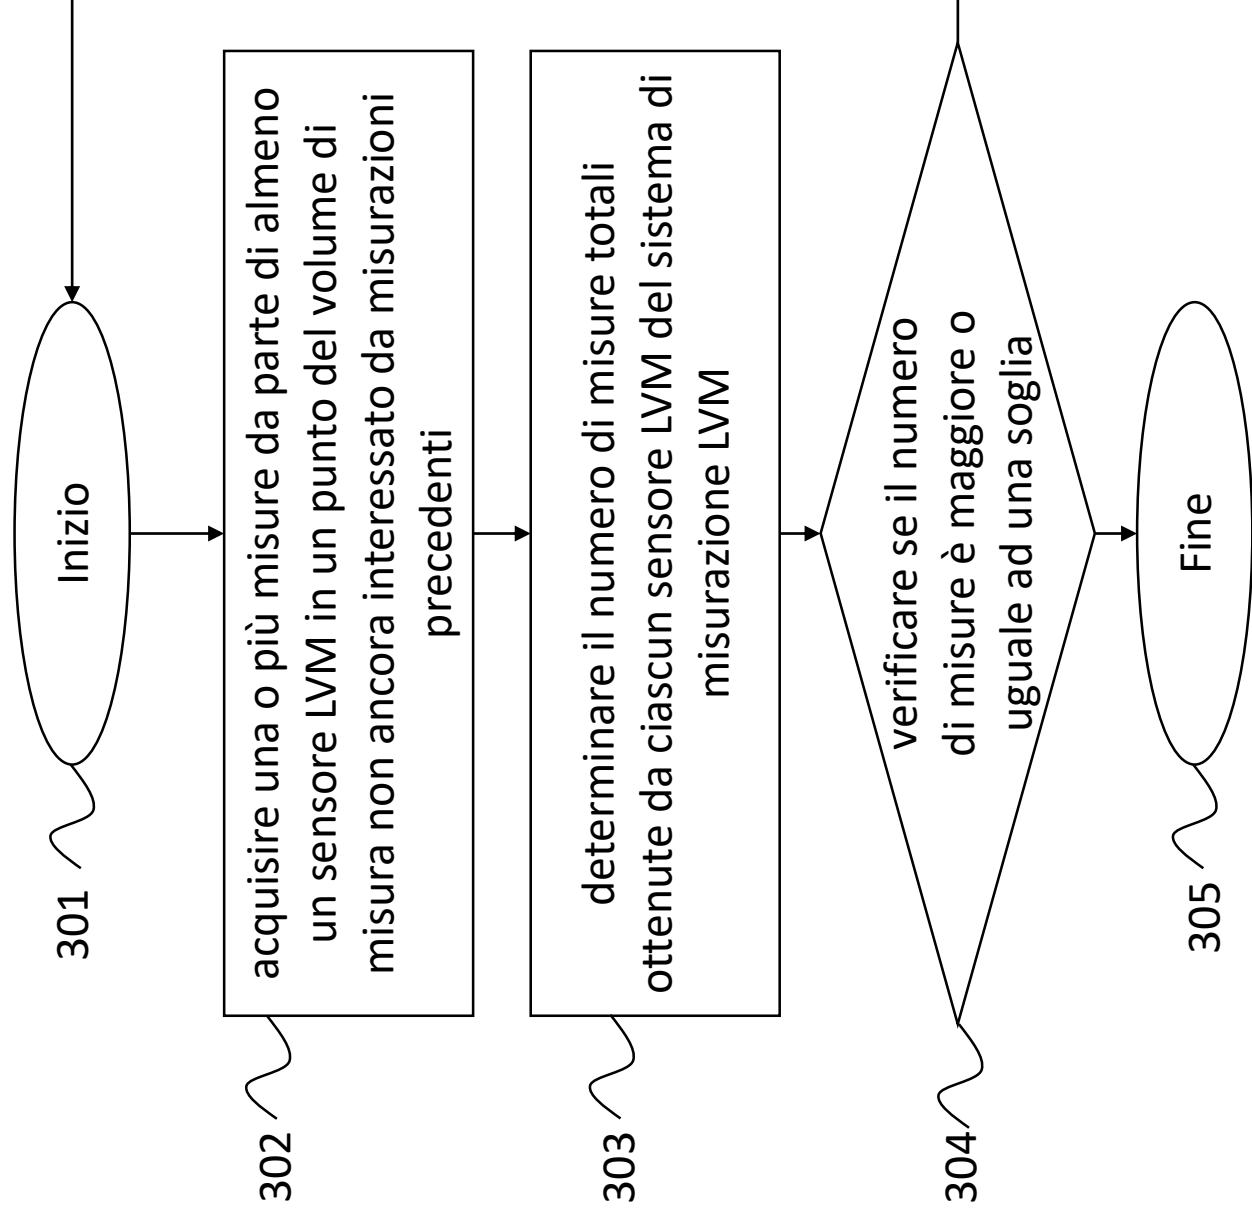 301
Inizio
302
acquisire una o più misure da parte di almeno
un sensore LVM in un punto del volume di
misura non ancora interessato da misurazioni
precedenti
303
determinare il numero di misure totali
ottenute da ciascun sensore LVM del sistema di
misurazione LVM
304
verificare se il numero
di misure è maggiore o
uguale ad una soglia
305
Fine